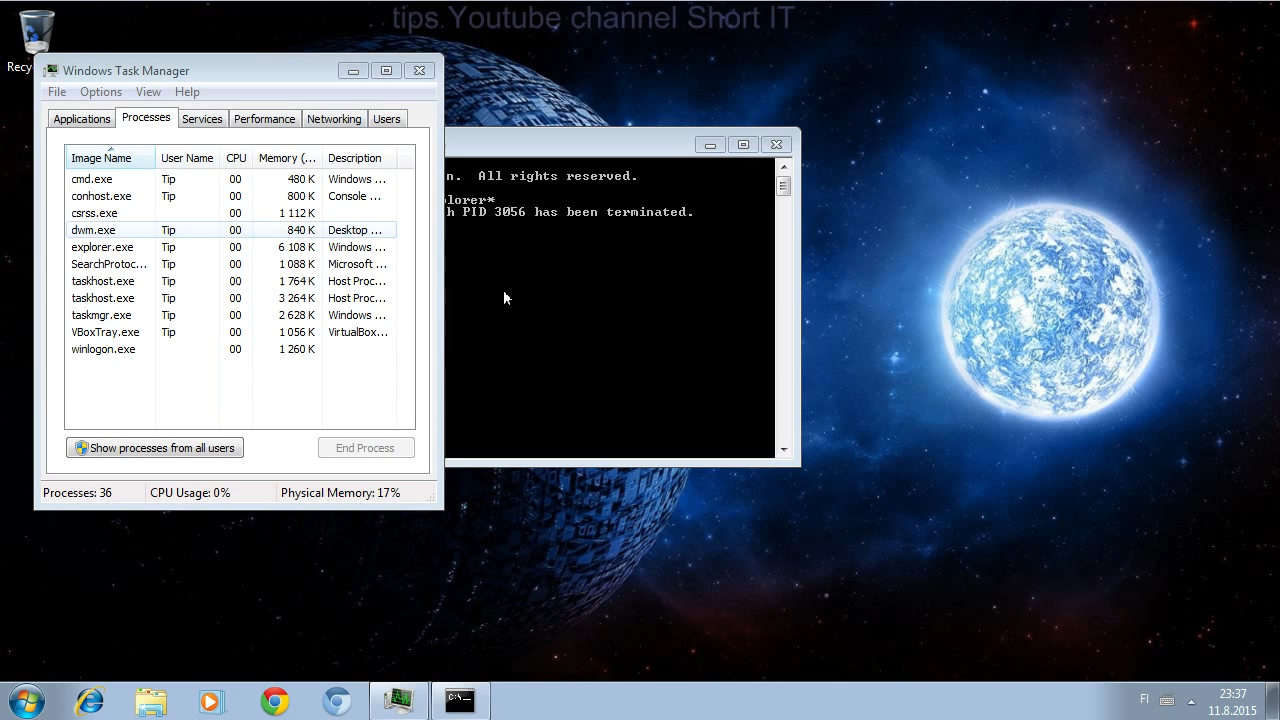 tips Youtube channel Short IT
Recy
Windows Task Manager
File Options View Help
Applications Processes Services Performance Networking Users
Image Name User Name CPU Memory (... Description
Tip 00 480 K Windows ...
Tip 00 800 K Console ...
csrss.exe 00 1 112 K
dwm.exe Tip 00 840 K Desktop ...
explorer.exe Tip 00 6 108 K Windows ...
SearchProtoc... Tip 00 1 088 K Microsoft ...
taskhost.exe Tip 00 1 764 K Host Proc...
taskhost.exe Tip 00 3 264 K Host Proc...
taskmgr.exe Tip 00 2 628 K Windows ...
VBoxTray.exe Tip 00 1 056 K VirtualBox...
winlogon.exe 00 1 260 K
Show processes from all users End Process
Processes: 36 CPU Usage: 0% Physical Memory: 17%
n. All rights reserved.
lorer*
h PID 3056 has been terminated.
C:\_
FI
23:37
11.8.2015